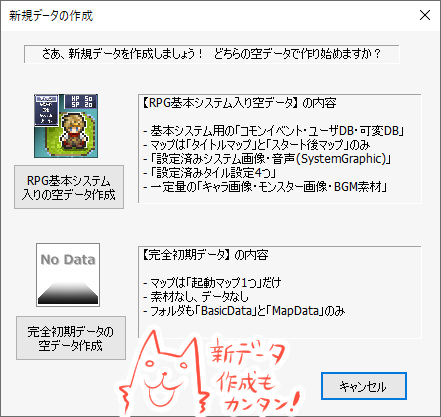 新規データの作成
さあ、新規データを作成しましょう！ どちらの空データで作り始めますか？
HP 50
SP 20
【RPG基本システム入り空データ】 の内容
- 基本システム用の「コモンイベント・ユーザDB・可変DB」
- マップは「タイトルマップ」と「スタート後マップ」のみ
- 「設定済みシステム画像・音声(SystemGraphic)」
- 「設定済みタイル設定4つ」
- 一定量の「キャラ画像・モンスター画像・BGM素材」
RPG基本システム
入りの空データ作成
No Data
【完全初期データ】 の内容
- マップは「起動マップ1つ」だけ
- 素材なし、データなし
- フォルダも「BasicData」と「MapData」のみ
完全初期データの
空データ作成
新データ
作成も
カンタン!
キャンセル